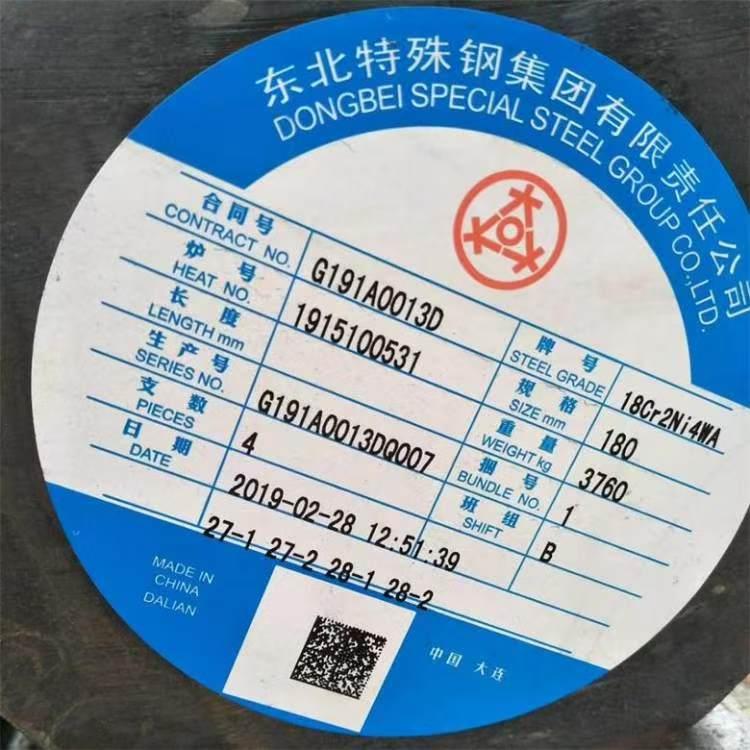 东北特殊钢集团有限责任公司
DONGBEI SPECIAL STEEL GROUP CO.,LTD.
合同号
CONTRACT NO.
G191A0013D
炉号
HEAT NO.
1915100531
长度
LENGTH mm
生产号
SERIES NO.
G191A0013DQ007
支数
PIECES
4
日期
DATE
2019-02-28 12:51:39
27-1 27-2 28-1 28-2
牌号
STEEL GRADE
18Cr2Ni4WA
规格
SIZE mm
180
重量
WEIGHT kg
3760
捆号
BUNDLE NO.
1
班组
SHIFT
B
MADE IN
CHINA
DALIAN
中国 大连